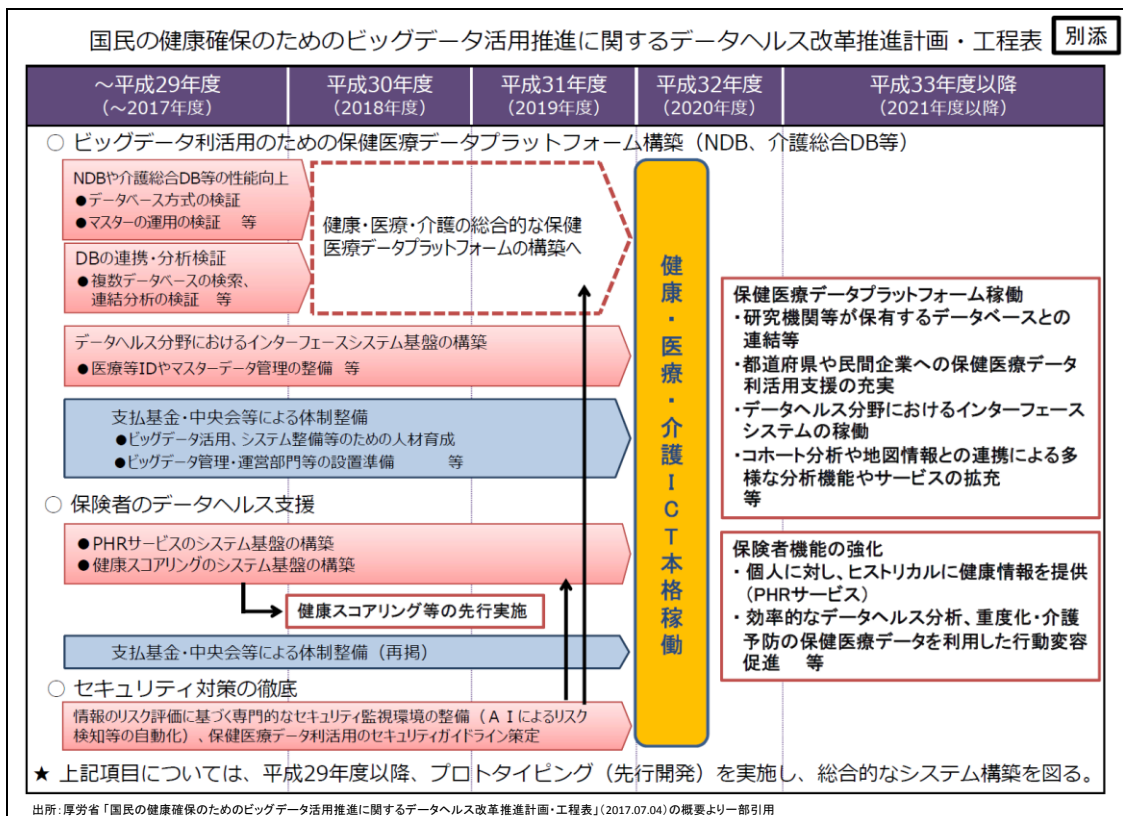 国民の健康確保のためのビッグデータ活用推進に関するデータヘルス改革推進計画・工程表
別添
～平成29年度
（～2017年度）
平成30年度
（2018年度）
平成31年度
（2019年度）
平成32年度
（2020年度）
平成33年度以降
（2021年度以降）
○ ビッグデータ利活用のための保健医療データプラットフォーム構築（NDB、介護総合DB等）
NDBや介護総合DB等の性能向上
●データベース方式の検証
●マスターの運用の検証　等
DBの連携・分析検証
●複数データベースの検索、
連結分析の検証　等
健康・医療・介護の総合的な保健
医療データプラットフォームの構築へ
データヘルス分野におけるインターフェースシステム基盤の構築
●医療等IDやマスターデータ管理の整備　等
支払基金・中央会等による体制整備
●ビッグデータ活用、システム整備等のための人材育成
●ビッグデータ管理・運営部門等の設置準備　等
○ 保険者のデータヘルス支援
●PHRサービスのシステム基盤の構築
●健康スコアリングのシステム基盤の構築
健康スコアリング等の先行実施
支払基金・中央会等による体制整備（再掲）
○ セキュリティ対策の徹底
情報のリスク評価に基づく専門的なセキュリティ監視環境の整備（ＡＩによるリスク
検知等の自動化）、保健医療データ利活用のセキュリティガイドライン策定
健康・医療・介護ＩＣＴ本格稼働
保健医療データプラットフォーム稼働
・研究機関等が保有するデータベースとの
連結等
・都道府県や民間企業への保健医療データ
利活用支援の充実
・データヘルス分野におけるインターフェース
システムの稼働
・コホート分析や地図情報との連携による多
様な分析機能やサービスの拡充
等
保険者機能の強化
・個人に対し、ヒストリカルに健康情報を提供
（PHRサービス）
・効率的なデータヘルス分析、重度化・介護
予防の保健医療データを利用した行動変容
促進　等
★ 上記項目については、平成29年度以降、プロトタイピング（先行開発）を実施し、総合的なシステム構築を図る。
出所：厚労省「国民の健康確保のためのビッグデータ活用推進に関するデータヘルス改革推進計画・工程表」（2017.07.04）の概要より一部引用